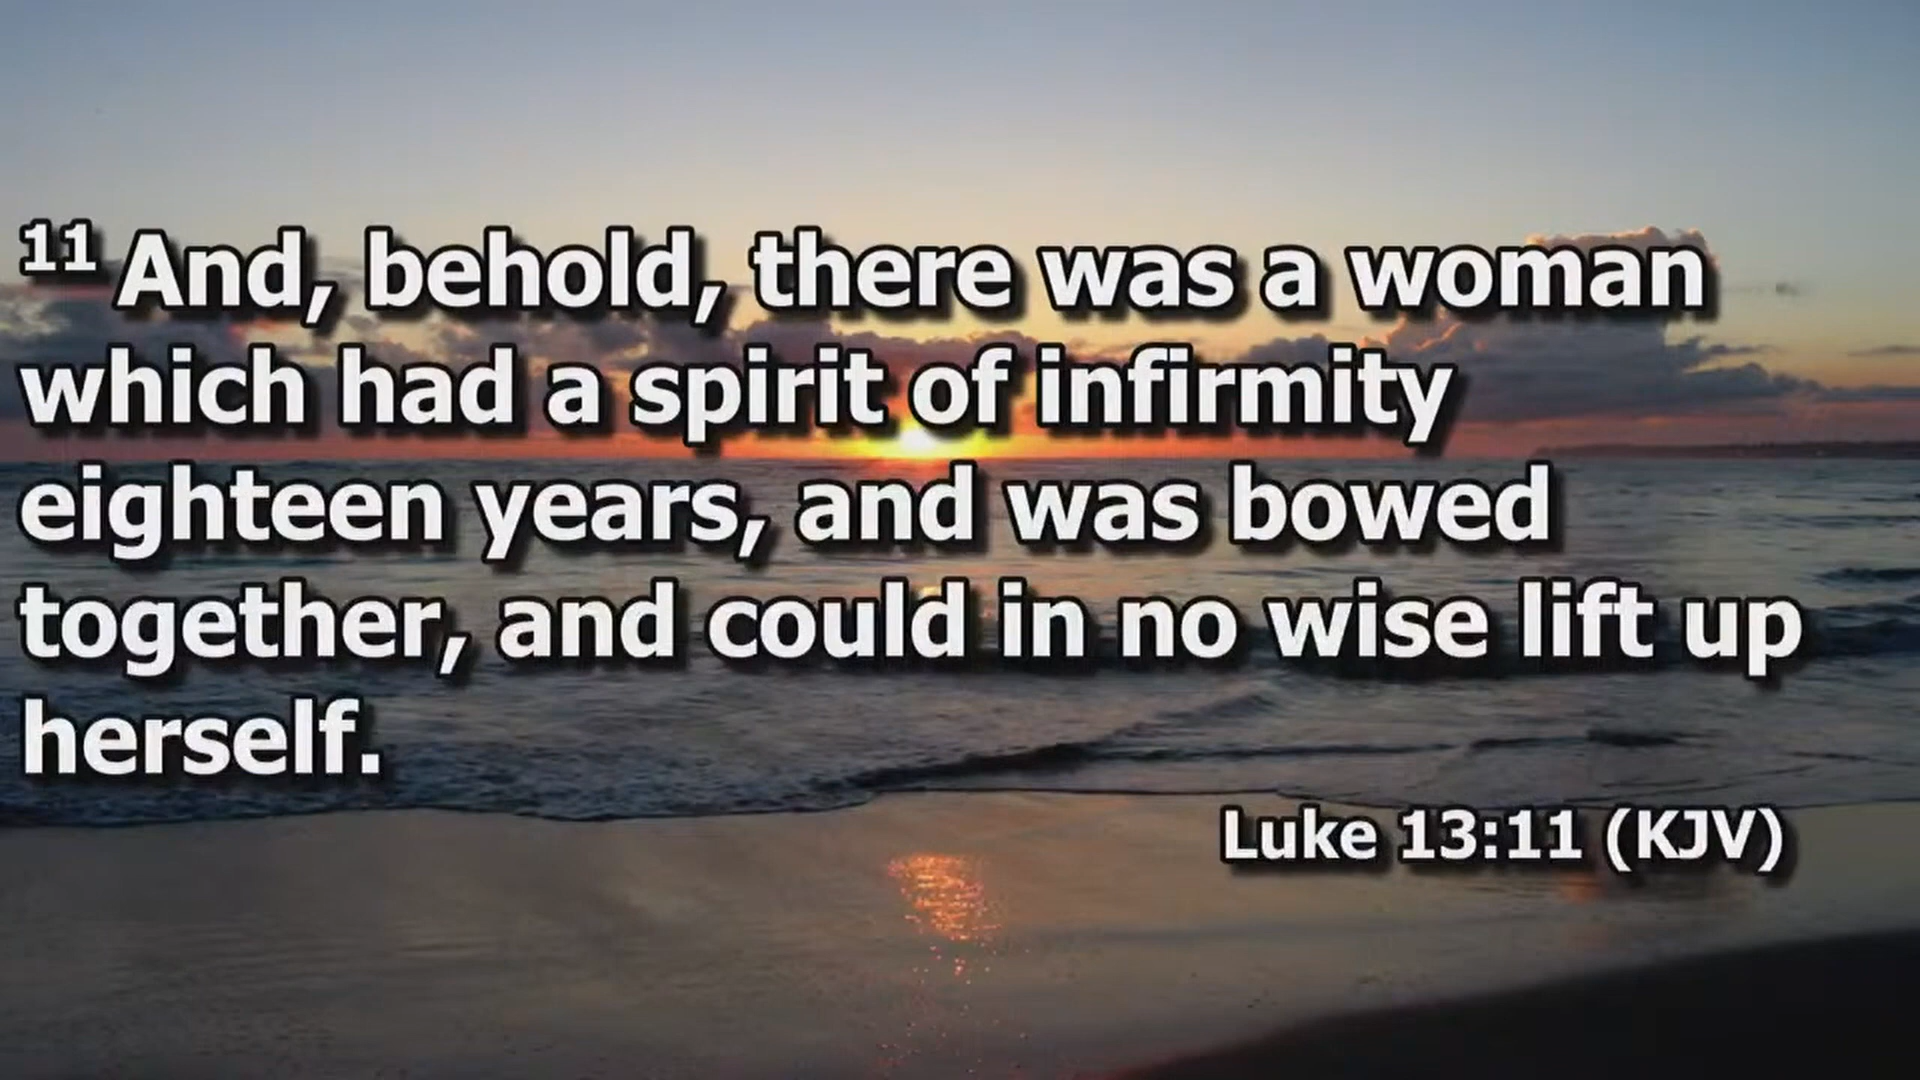 11 And, behold, there was a woman
which had a spirit of infirmity
eighteen years, and was bowed
together, and could in no wise lift up
herself.
Luke 13:11 (KJV)